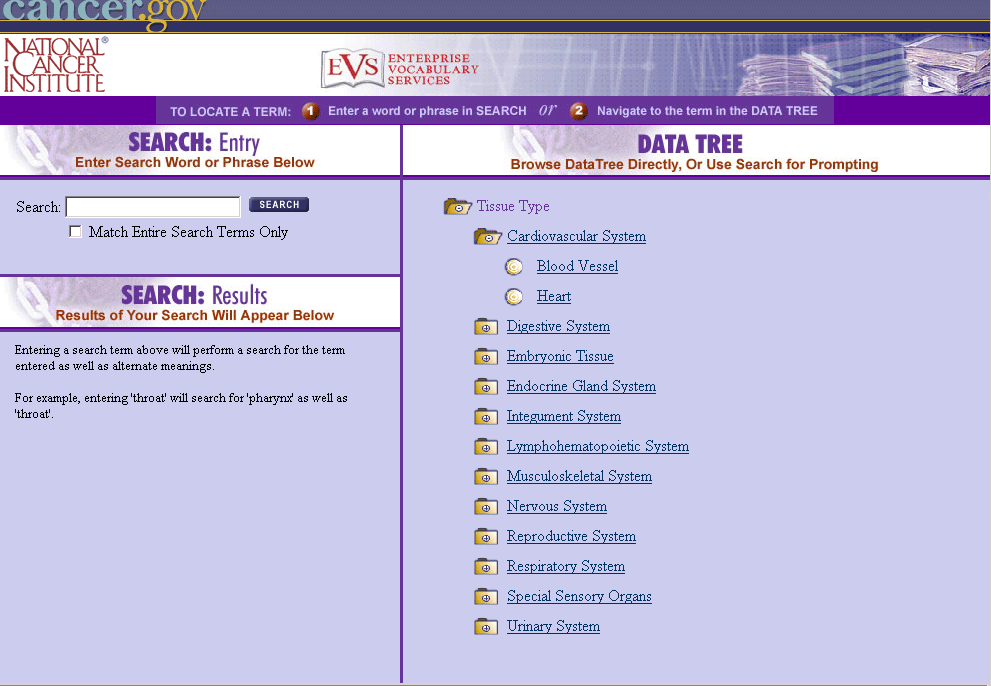 cancer.gov
NATIONAL®
CANCER
INSTITUTE
EVS ENTERPRISE
VOCABULARY
SERVICES
TO LOCATE A TERM: 1 Enter a word or phrase in SEARCH or 2 Navigate to the term in the DATA TREE
SEARCH: Entry
Enter Search Word or Phrase Below
Search: SEARCH
Match Entire Search Terms Only
SEARCH: Results
Results of Your Search Will Appear Below
Entering a search term above will perform a search for the term
entered as well as alternate meanings.
For example, entering 'throat' will search for 'pharynx' as well as
'throat'.
DATA TREE
Browse DataTree Directly, Or Use Search for Prompting
Tissue Type
Cardiovascular System
Blood Vessel
Heart
Digestive System
Embryonic Tissue
Endocrine Gland System
Integument System
Lymphohematopoietic System
Musculoskeletal System
Nervous System
Reproductive System
Respiratory System
Special Sensory Organs
Urinary System